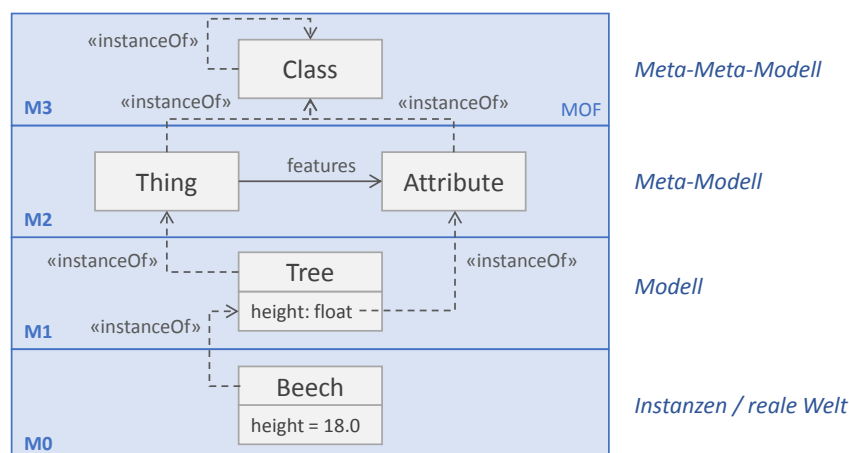 «instanceOf»
Class
Meta-Meta-Modell
«instanceOf»
«instanceOf»
M3
MOF
Thing
features
Attribute
Meta-Modell
M2
«instanceOf»
Tree
«instanceOf»
Modell
height: float
«instanceOf»
M1
Beech
Instanzen / reale Welt
height = 18.0
M0